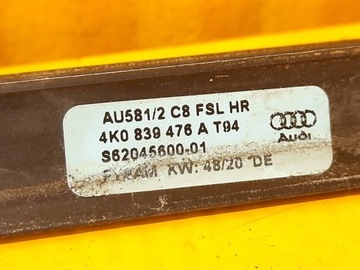 AU581/2 C8 FSL HR
4K0 839 476 A T94
S62045600-01
KW: 48/20 DE
Audi